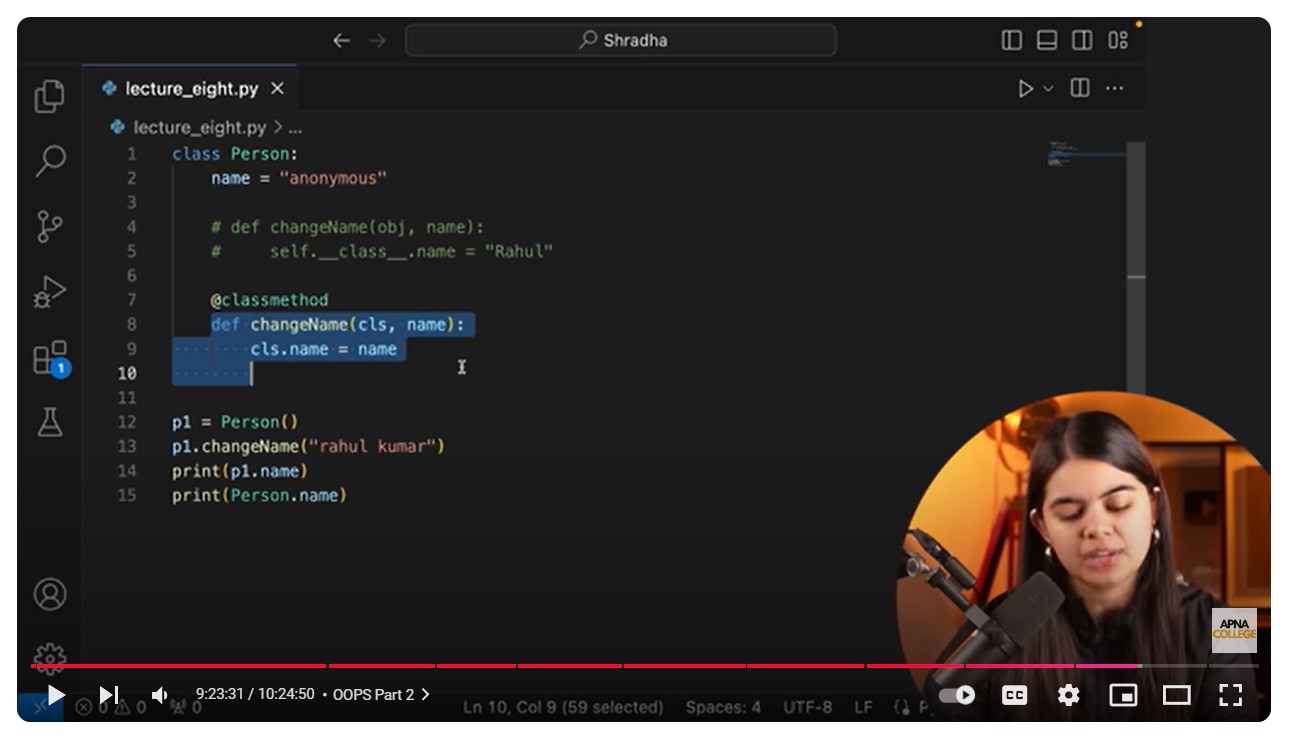 Shradha
lecture_eight.py
lecture_eight.py > ...
1 class Person:
2     name = "anonymous"
3
4     # def changeName(obj, name):
5     #     self.__class__.name = "Rahul"
6
7     @classmethod
8     def changeName(cls, name):
9         cls.name = name
10
11
12 p1 = Person()
13 p1.changeName("rahul kumar")
14 print(p1.name)
15 print(Person.name)
1
APNA
COLLEGE
9:23:31 / 10:24:50 • OOPS Part 2 >
CC
0 0 0 Ln 10, Col 9 (59 selected) Spaces: 4 UTF-8 LF